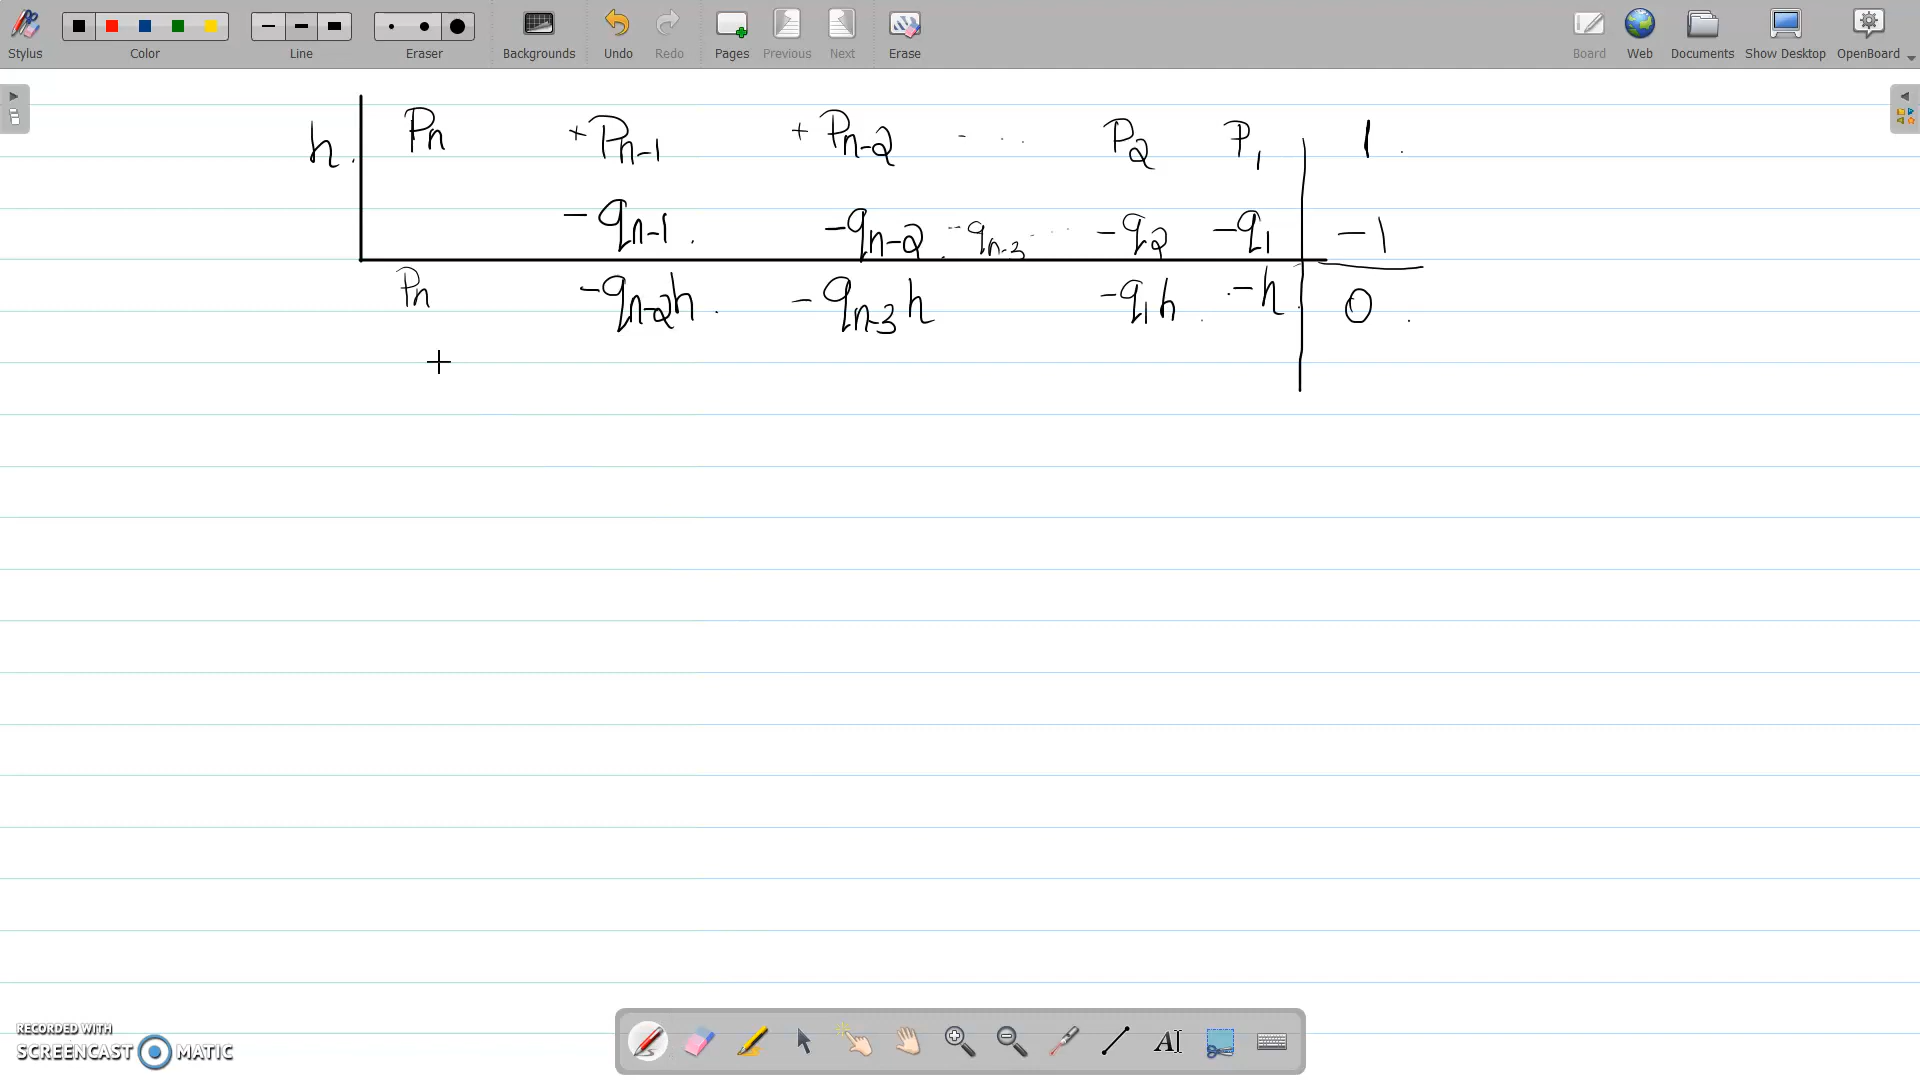 Stylus Color Line Eraser Backgrounds Undo Redo Pages Previous Next Erase Board Web Documents Show Desktop OpenBoard
h. Pn +Pn-1 + Pn-2 - . . P2 P1 1 .
-qn-1 . -qn-2 . -qn-3 ... -q2 -q1 -1
Pn -qn-2h . - qn-3 h -q1h . .-h . 0 .
RECORDED WITH
SCREENCAST MATIC